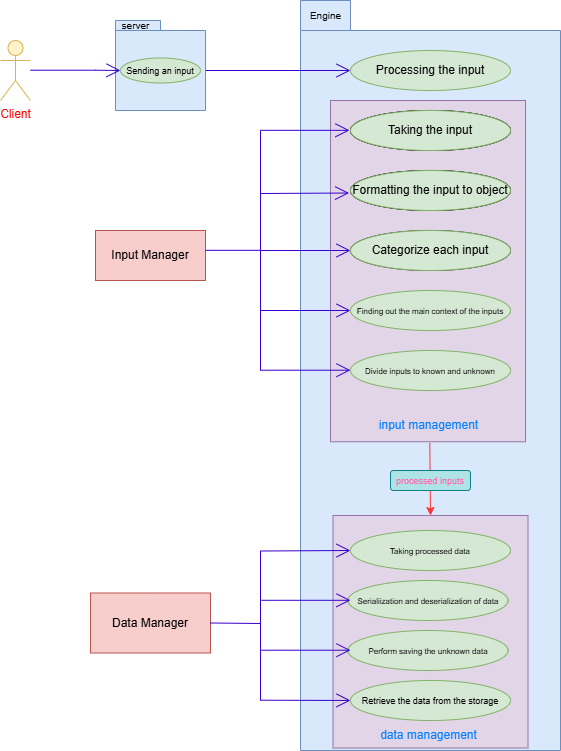 Engine
server
Sending an input
Processing the input
Client
Taking the input
Formatting the input to object
Input Manager
Categorize each input
Finding out the main context of the inputs
Divide inputs to known and unknown
input management
processed inputs
Taking processed data
Serialiization and deserialization of data
Data Manager
Perform saving the unknown data
Retrieve the data from the storage
data management